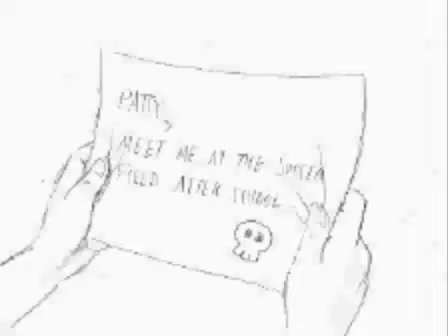 PATTY,
MEET ME AT THE SOCCER
FIELD AFTER SCHOOL